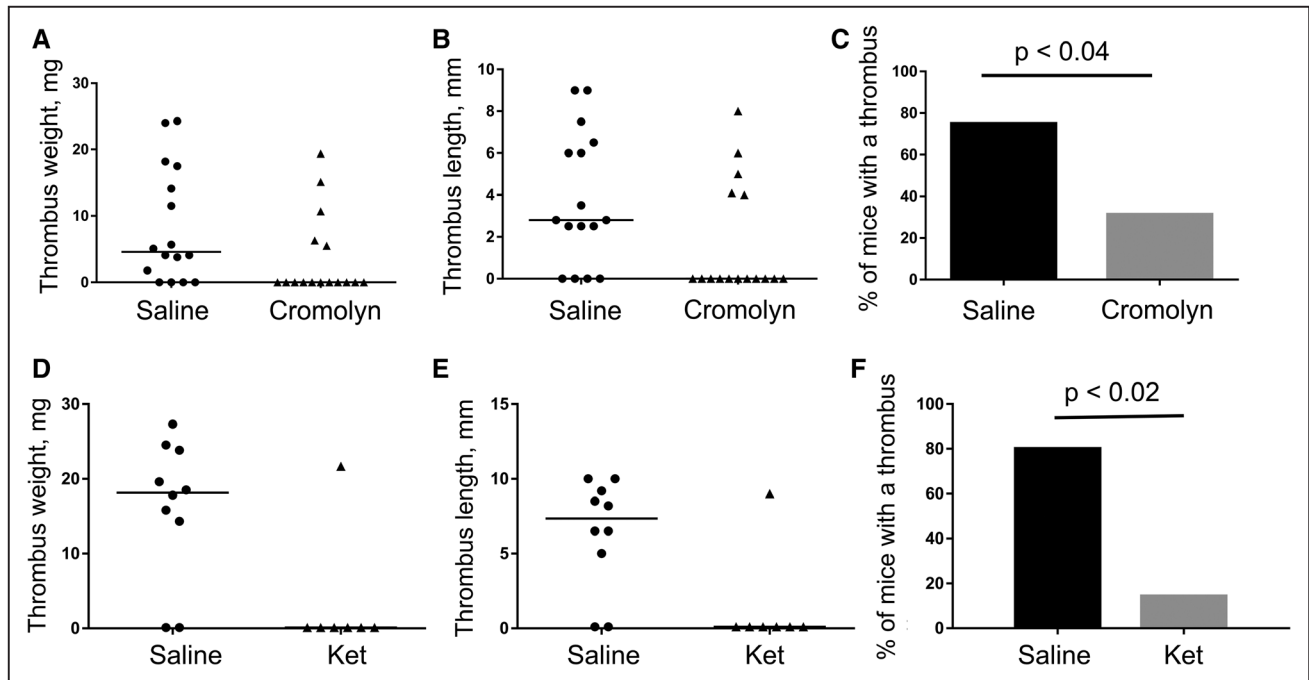 A
Thrombus weight, mg
30
20
10
0
Saline
Cromolyn
B
Thrombus length, mm
10
8
6
4
2
0
Saline
Cromolyn
C
% of mice with a thrombus
p < 0.04
100
80
60
40
20
0
Saline
Cromolyn
D
Thrombus weight, mg
30
20
10
0
Saline
Ket
E
Thrombus length, mm
15
10
5
0
Saline
Ket
F
% of mice with a thrombus
p < 0.02
100
80
60
40
20
0
Saline
Ket